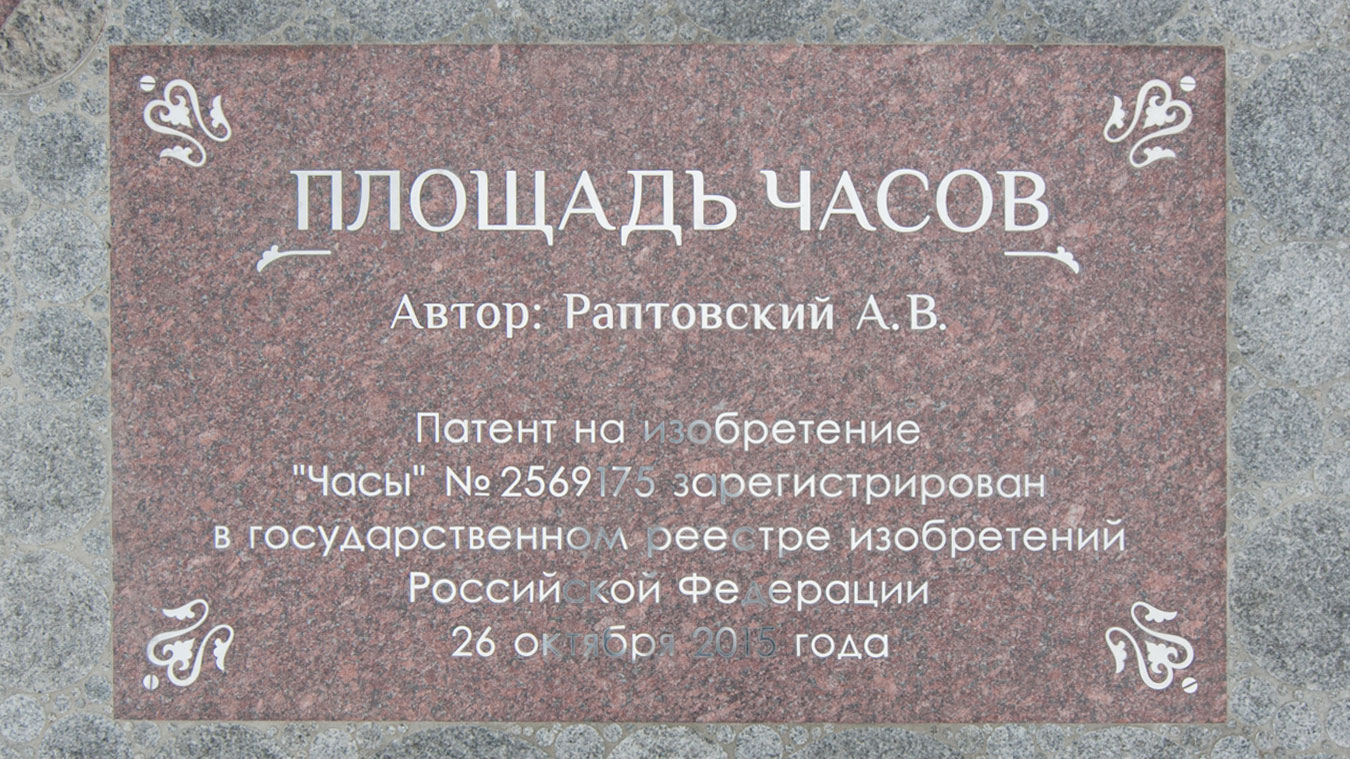 ПЛОЩАДЬ ЧАСОВ
Автор: Раптовский А.В.
Патент на изобретение
"Часы" № 2569175 зарегистрирован
в государственном реестре изобретений
Российской Федерации
26 октября 2015 года